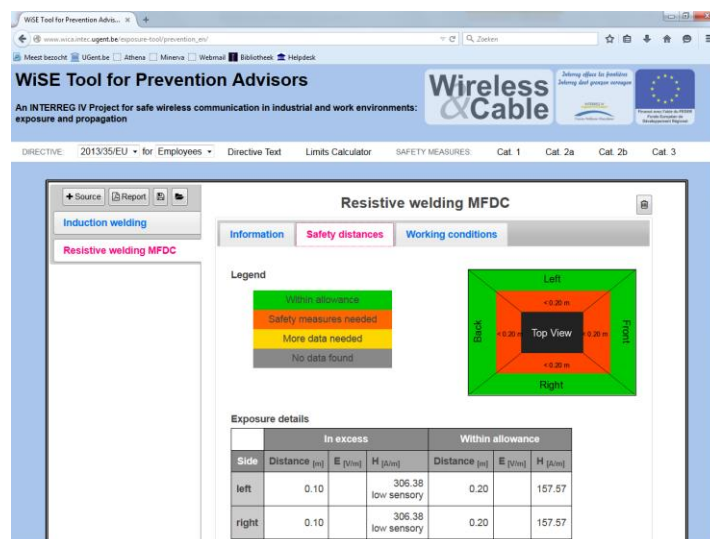 WiSE Tool for Prevention Advis... × +
www.wica.intec.ugent.be/exposure-tool/prevention_en/
Zoeken
Meest bezocht UGent.be Athena Minerva Webmail Bibliotheek Helpdesk
WiSE Tool for Prevention Advisors
An INTERREG IV Project for safe wireless communication in industrial and work environments:
exposure and propagation
Wireless
&Cable
DIRECTIVE: 2013/35/EU for Employees Directive Text Limits Calculator SAFETY MEASURES: Cat. 1 Cat. 2a Cat. 2b Cat. 3
+Source Report
Resistive welding MFDC
Induction welding
Resistive welding MFDC
Information Safety distances Working conditions
Legend
Within allowance
Safety measures needed
More data needed
No data found
Left
< 0.20 m
Back
< 0.20 m
Top View
< 0.20 m
Front
< 0.20 m
Right
Exposure details
In excess Within allowance
Side Distance [m] E [V/m] H [A/m] Distance [m] E [V/m] H [A/m]
left 0.10 306.38 low sensory 0.20 157.57
right 0.10 306.38 low sensory 0.20 157.57